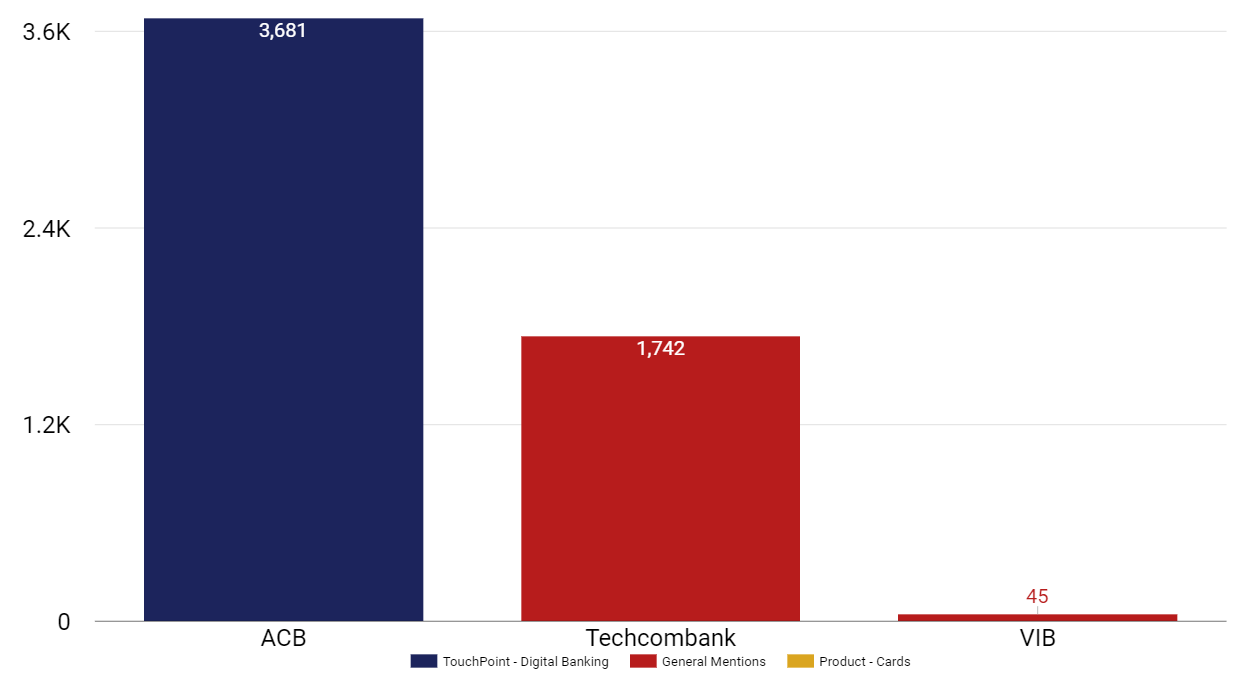 3.6K
3,681
2.4K
1,742
1.2K
45
0
ACB Techcombank VIB
TouchPoint - Digital Banking General Mentions Product - Cards